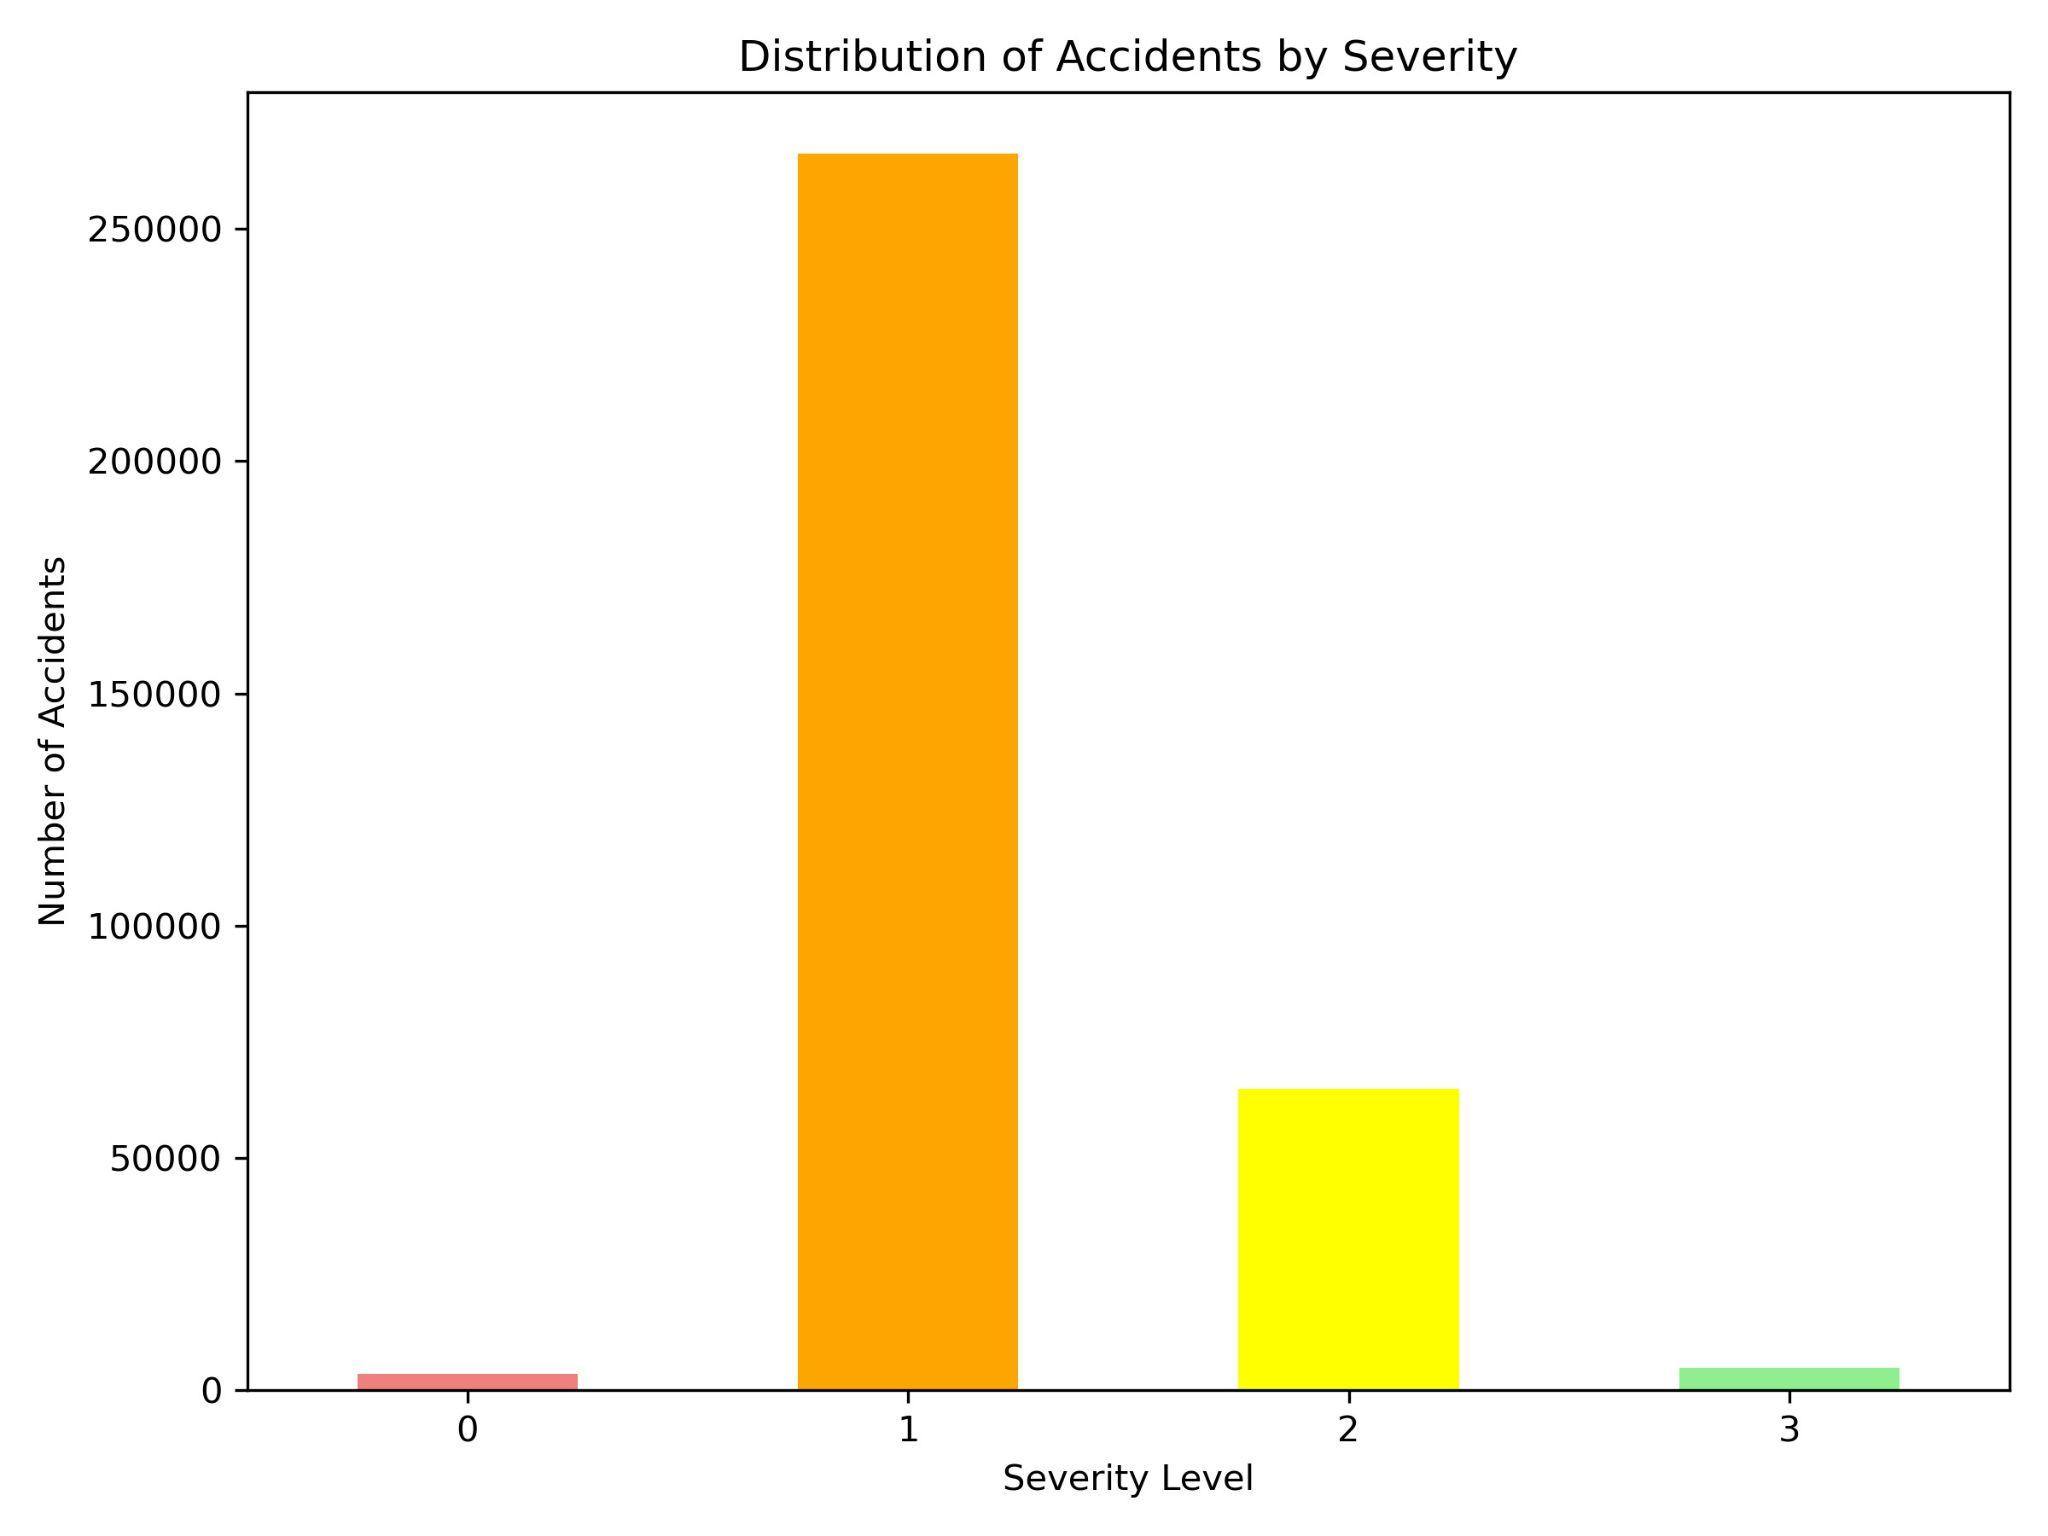 Distribution of Accidents by Severity
Number of Accidents
250000
200000
150000
100000
50000
0
0 1 2 3
Severity Level